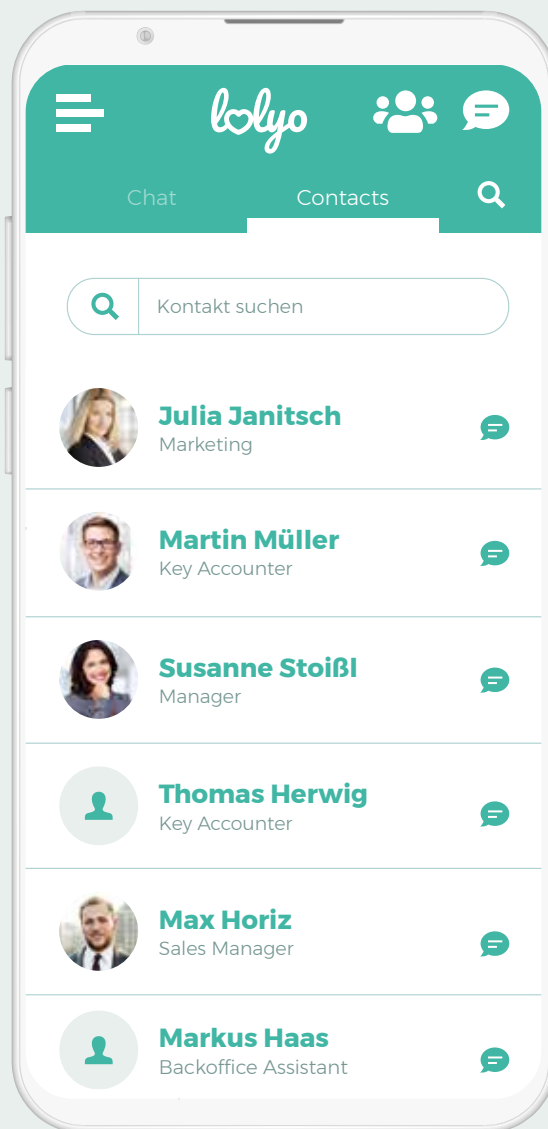 lolyo
Chat
Contacts
Kontakt suchen
Julia Janitsch
Marketing
Martin Müller
Key Accounter
Susanne Stoißl
Manager
Thomas Herwig
Key Accounter
Max Horiz
Sales Manager
Markus Haas
Backoffice Assistant